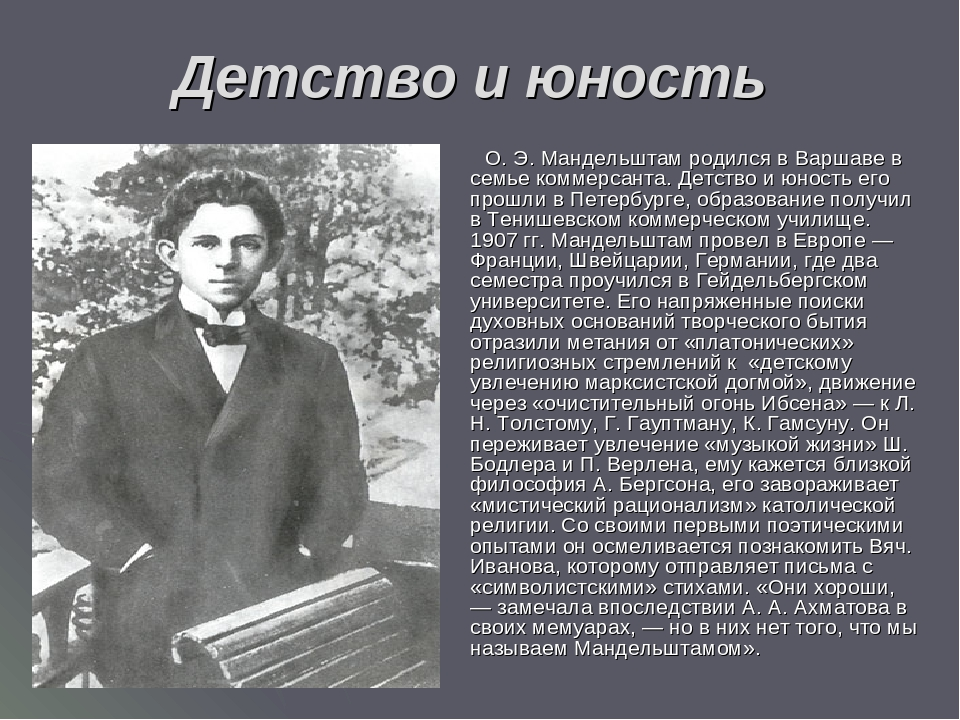 Детство и юность
О. Э. Мандельштам родился в Варшаве в
семье коммерсанта. Детство и юность его
прошли в Петербурге, образование получил
в Тенишевском коммерческом училище.
1907 гг. Мандельштам провел в Европе —
Франции, Швейцарии, Германии, где два
семестра проучился в Гейдельбергском
университете. Его напряженные поиски
духовных оснований творческого бытия
отразили метания от «платонических»
религиозных стремлений к «детскому
увлечению марксистской догмой», движение
через «очистительный огонь Ибсена» — к Л.
Н. Толстому, Г. Гауптману, К. Гамсуну. Он
переживает увлечение «музыкой жизни» Ш.
Бодлера и П. Верлена, ему кажется близкой
философия А. Бергсона, его завораживает
«мистический рационализм» католической
религии. Со своими первыми поэтическими
опытами он осмеливается познакомить Вяч.
Иванова, которому отправляет письма с
«символистскими» стихами. «Они хороши,
— замечала впоследствии А. А. Ахматова в
своих мемуарах, — но в них нет того, что мы
называем Мандельштамом».